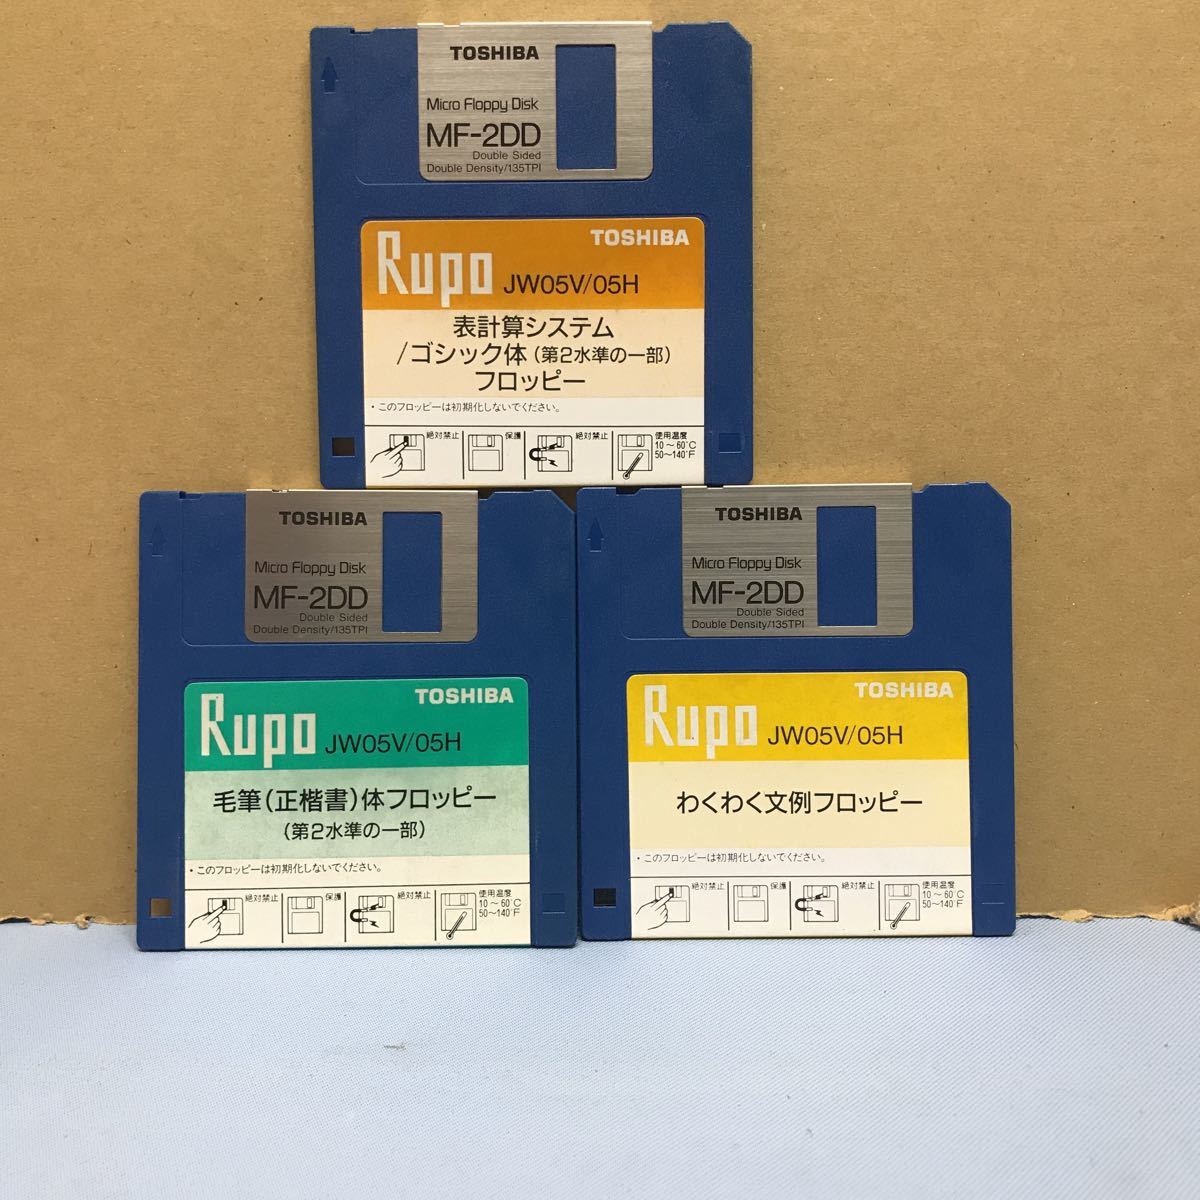 TOSHIBA
Micro Floppy Disk
MF-2DD
Double Sided
Double Density/135TPI
TOSHIBA
Rupo JW05V/05H
表計算システム
/ゴシック体(第2水準の一部)
フロッピー
・このフロッピーは初期化しないでください。
絶対禁止 保護 絶対禁止 使用温度
10〜60°C
50〜140°F
TOSHIBA
Micro Floppy Disk
MF-2DD
Double Sided
Double Density/135TPI
TOSHIBA
Rupo JW05V/05H
毛筆(正楷書)体フロッピー
(第2水準の一部)
・このフロッピーは初期化しないでください。
絶対禁止 保護 絶対禁止 使用温度
10〜60°C
50〜140°F
TOSHIBA
Micro Floppy Disk
MF-2DD
Double Sided
Double Density/135TPI
TOSHIBA
Rupo JW05V/05H
わくわく文例フロッピー
・このフロッピーは初期化しないでください。
絶対禁止 保護 絶対禁止 使用温度
10〜60°C
50〜140°F